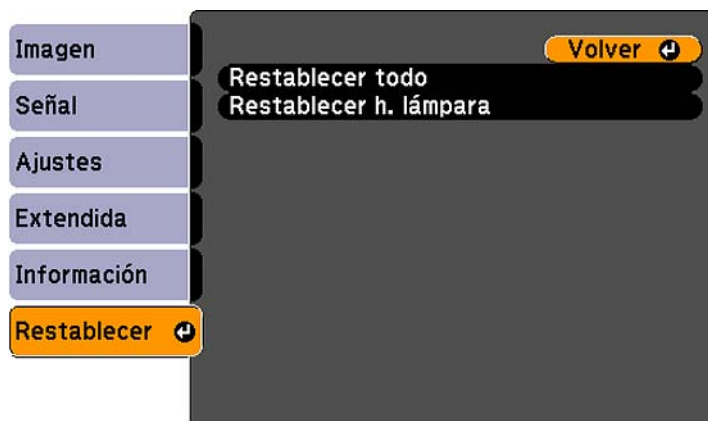 Imagen
Señal
Ajustes
Extendida
Información
Restablecer
Volver
Restablecer todo
Restablecer h. lámpara